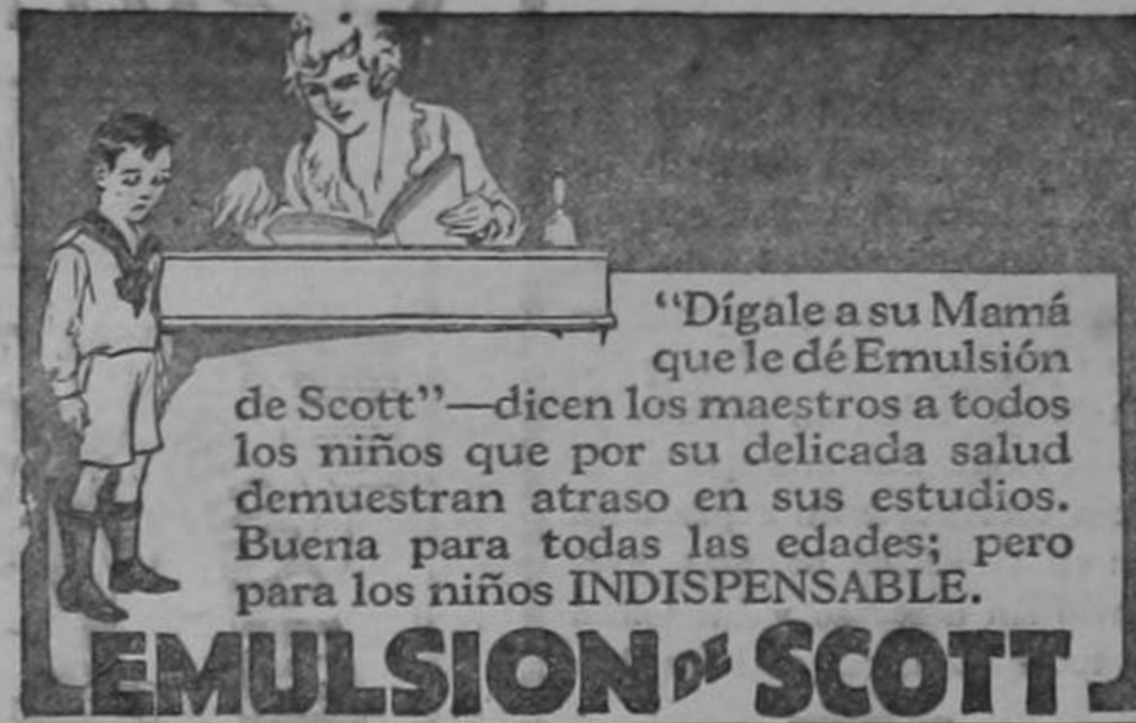 “Dígale a su Mamá
que le dé Emulsión
de Scott”—dicen los maestros a todos
los niños que por su delicada salud
demuestran atraso en sus estudios.
Buena para todas las edades; pero
para los niños INDISPENSABLE.
EMULSION DE SCOTT